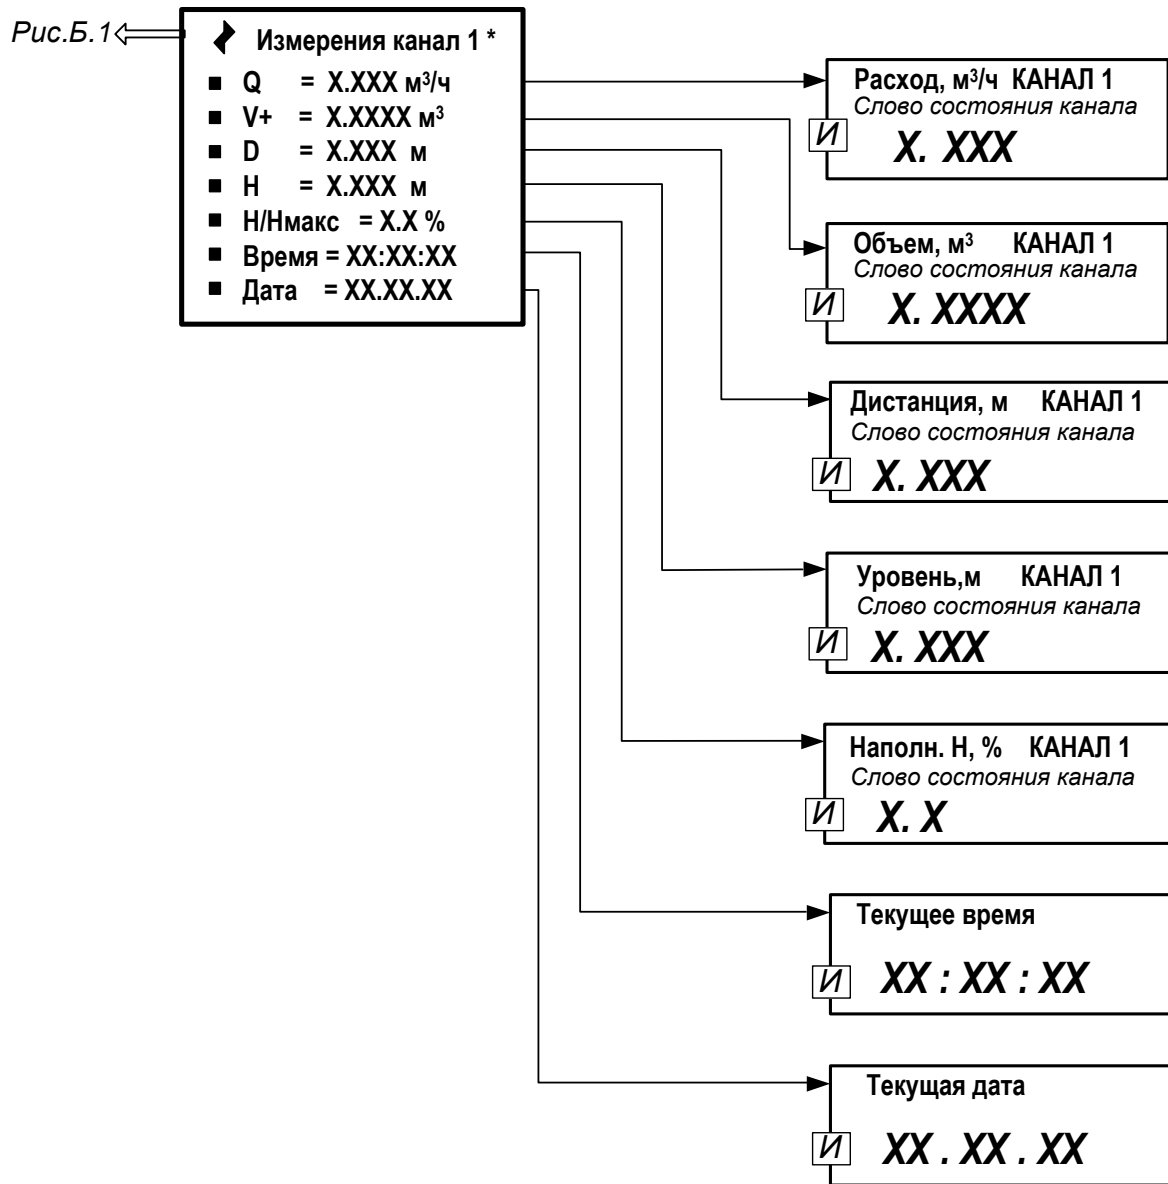 Рис.Б.1
Измерения канал 1 *
Q = X.XXX м³/ч
V+ = X.XXXX м³
D = X.XXX м
H = X.XXX м
H/Hмакс = X.X %
Время = XX:XX:XX
Дата = XX.XX.XX
Расход, м³/ч КАНАЛ 1
Слово состояния канала
И
X. XXX
Объем, м³ КАНАЛ 1
Слово состояния канала
И
X. XXXX
Дистанция, м КАНАЛ 1
Слово состояния канала
И
X. XXX
Уровень,м КАНАЛ 1
Слово состояния канала
И
X. XXX
Наполн. Н, % КАНАЛ 1
Слово состояния канала
И
X. X
Текущее время
И
XX : XX : XX
Текущая дата
И
XX . XX . XX